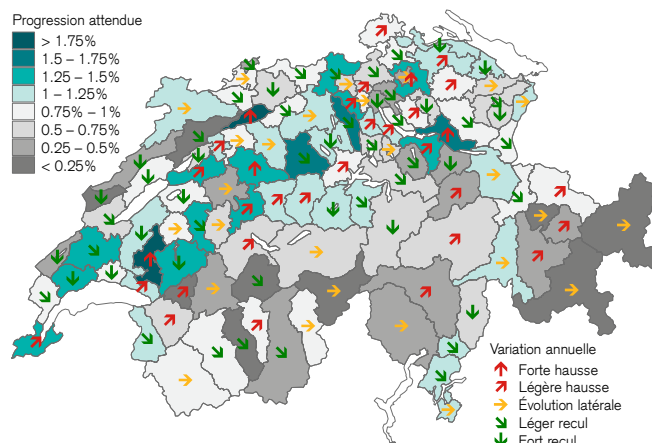 Progression attendue
> 1.75%
1.5 – 1.75%
1.25 – 1.5%
1 – 1.25%
0.75% – 1%
0.5 – 0.75%
0.25 – 0.5%
< 0.25%
Variation annuelle
Forte hausse
Légère hausse
Évolution latérale
Léger recul
Fort recul